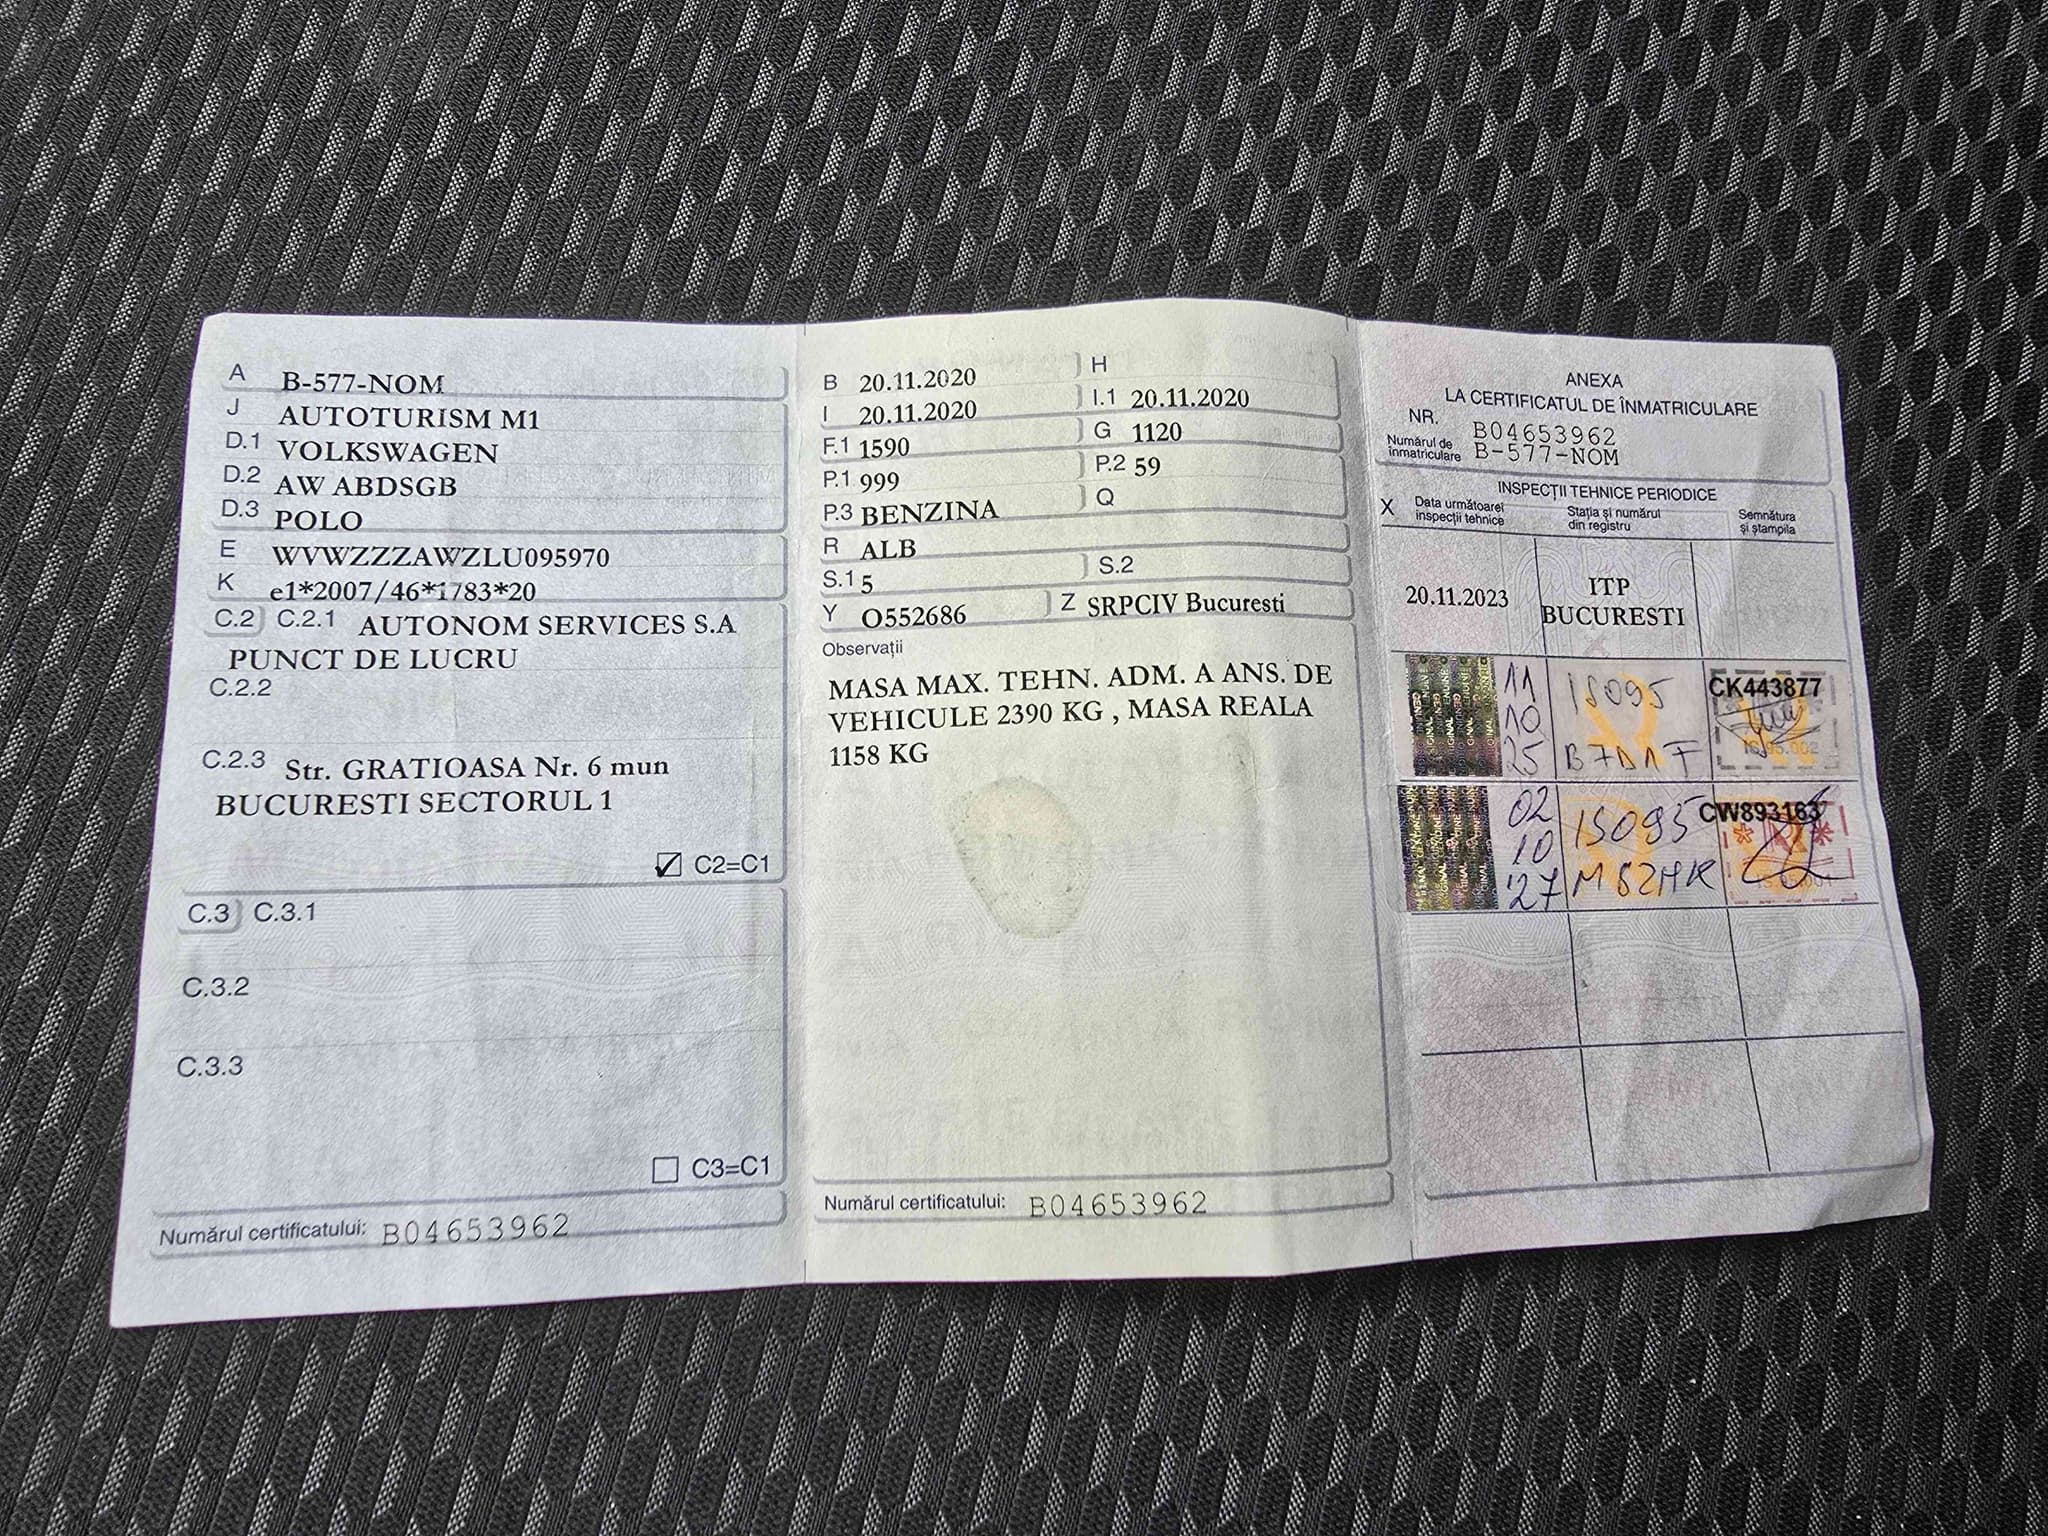 A B-577-NOM
J AUTOTURISM M1
D.1 VOLKSWAGEN
D.2 AW ABDSGB
D.3 POLO
E WVWZZZAWZLU095970
K e1*2007/46*1783*20
C.2 C.2.1 AUTONOM SERVICES S.A
PUNCT DE LUCRU
C.2.2
C.2.3 Str. GRATIOASA Nr. 6 mun
BUCURESTI SECTORUL 1
C2=C1
C.3 C.3.1
C.3.2
C.3.3
C3=C1
Numărul certificatului: B04653962
B 20.11.2020 H
I 20.11.2020 I.1 20.11.2020
F.1 1590 G 1120
P.1 999 P.2 59
P.3 BENZINA Q
R ALB
S.1 5 S.2
Y O552686 Z SRPCIV Bucuresti
Observații
MASA MAX. TEHN. ADM. A ANS. DE
VEHICULE 2390 KG , MASA REALA
1158 KG
Numărul certificatului: B04653962
ANEXA
LA CERTIFICATUL DE ÎNMATRICULARE
NR. B04653962
Numărul de
înmatriculare B-577-NOM
INSPECȚII TEHNICE PERIODICE
X Data următoarei
inspecții tehnice
Stația și numărul
din registru
Semnătura
și ștampila
20.11.2023
ITP
BUCURESTI
11
10
25
IS095
CK443877
IS.95.002
02
10
27
IS095
CW893163